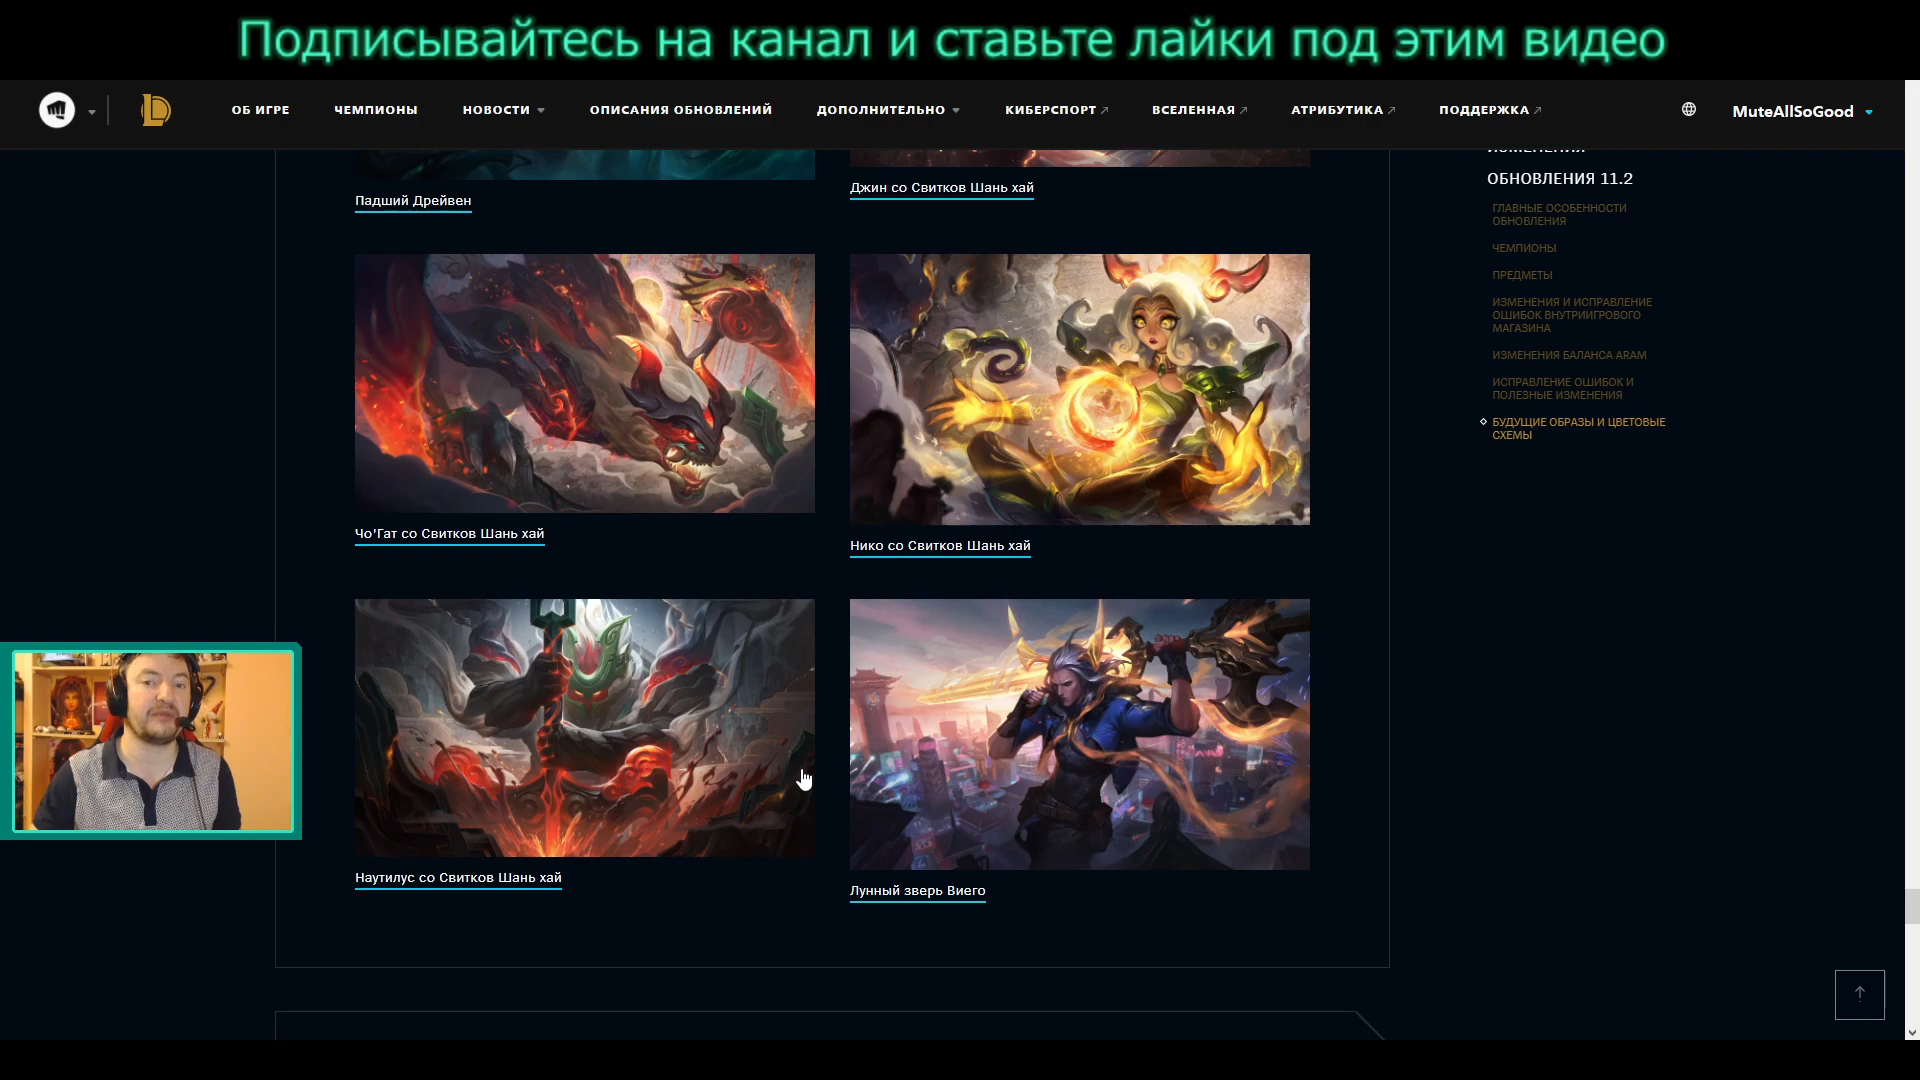 Подписывайтесь на канал и ставьте лайки под этим видео
ОБ ИГРЕ
ЧЕМПИОНЫ
НОВОСТИ
ОПИСАНИЯ ОБНОВЛЕНИЙ
ДОПОЛНИТЕЛЬНО
КИБЕРСПОРТ
ВСЕЛЕННАЯ
АТРИБУТИКА
ПОДДЕРЖКА
MuteAllSoGood
Падший Дрейвен
Джин со Свитков Шань хай
Чо'Гат со Свитков Шань хай
Нико со Свитков Шань хай
Наутилус со Свитков Шань хай
Лунный зверь Виего
ОБНОВЛЕНИЯ 11.2
ГЛАВНЫЕ ОСОБЕННОСТИ
ОБНОВЛЕНИЯ
ЧЕМПИОНЫ
ПРЕДМЕТЫ
ИЗМЕНЕНИЯ И ИСПРАВЛЕНИЕ
ОШИБОК ВНУТРИИГРОВОГО
МАГАЗИНА
ИЗМЕНЕНИЯ БАЛАНСА ARAM
ИСПРАВЛЕНИЕ ОШИБОК И
ПОЛЕЗНЫЕ ИЗМЕНЕНИЯ
БУДУЩИЕ ОБРАЗЫ И ЦВЕТОВЫЕ
СХЕМЫ